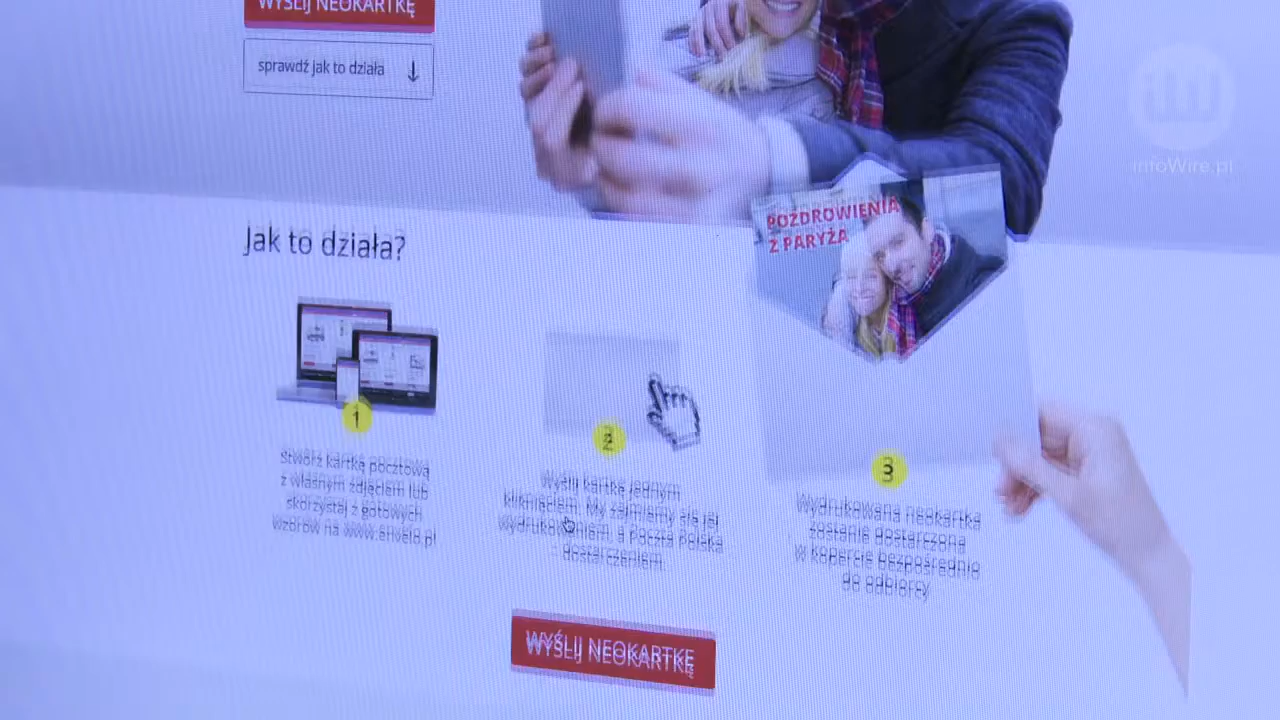 WYŚLIJ NEOKARTKĘ
sprawdź jak to działa
infoWire.pl
POZDROWIENIA
Z PARYŻA
Jak to działa?
1
2
3
Stwórz kartkę pocztową
z własnym zdjęciem lub
skorzystaj z gotowych
wzorów na www.envelo.pl
Wyślij kartkę jednym
kliknięciem. My zajmiemy się jej
wydrukowaniem, a Poczta Polska
dostarczeniem.
Wydrukowana neokartka
zostanie dostarczona
w kopercie bezpośrednio
do odbiorcy
WYŚLIJ NEOKARTKĘ